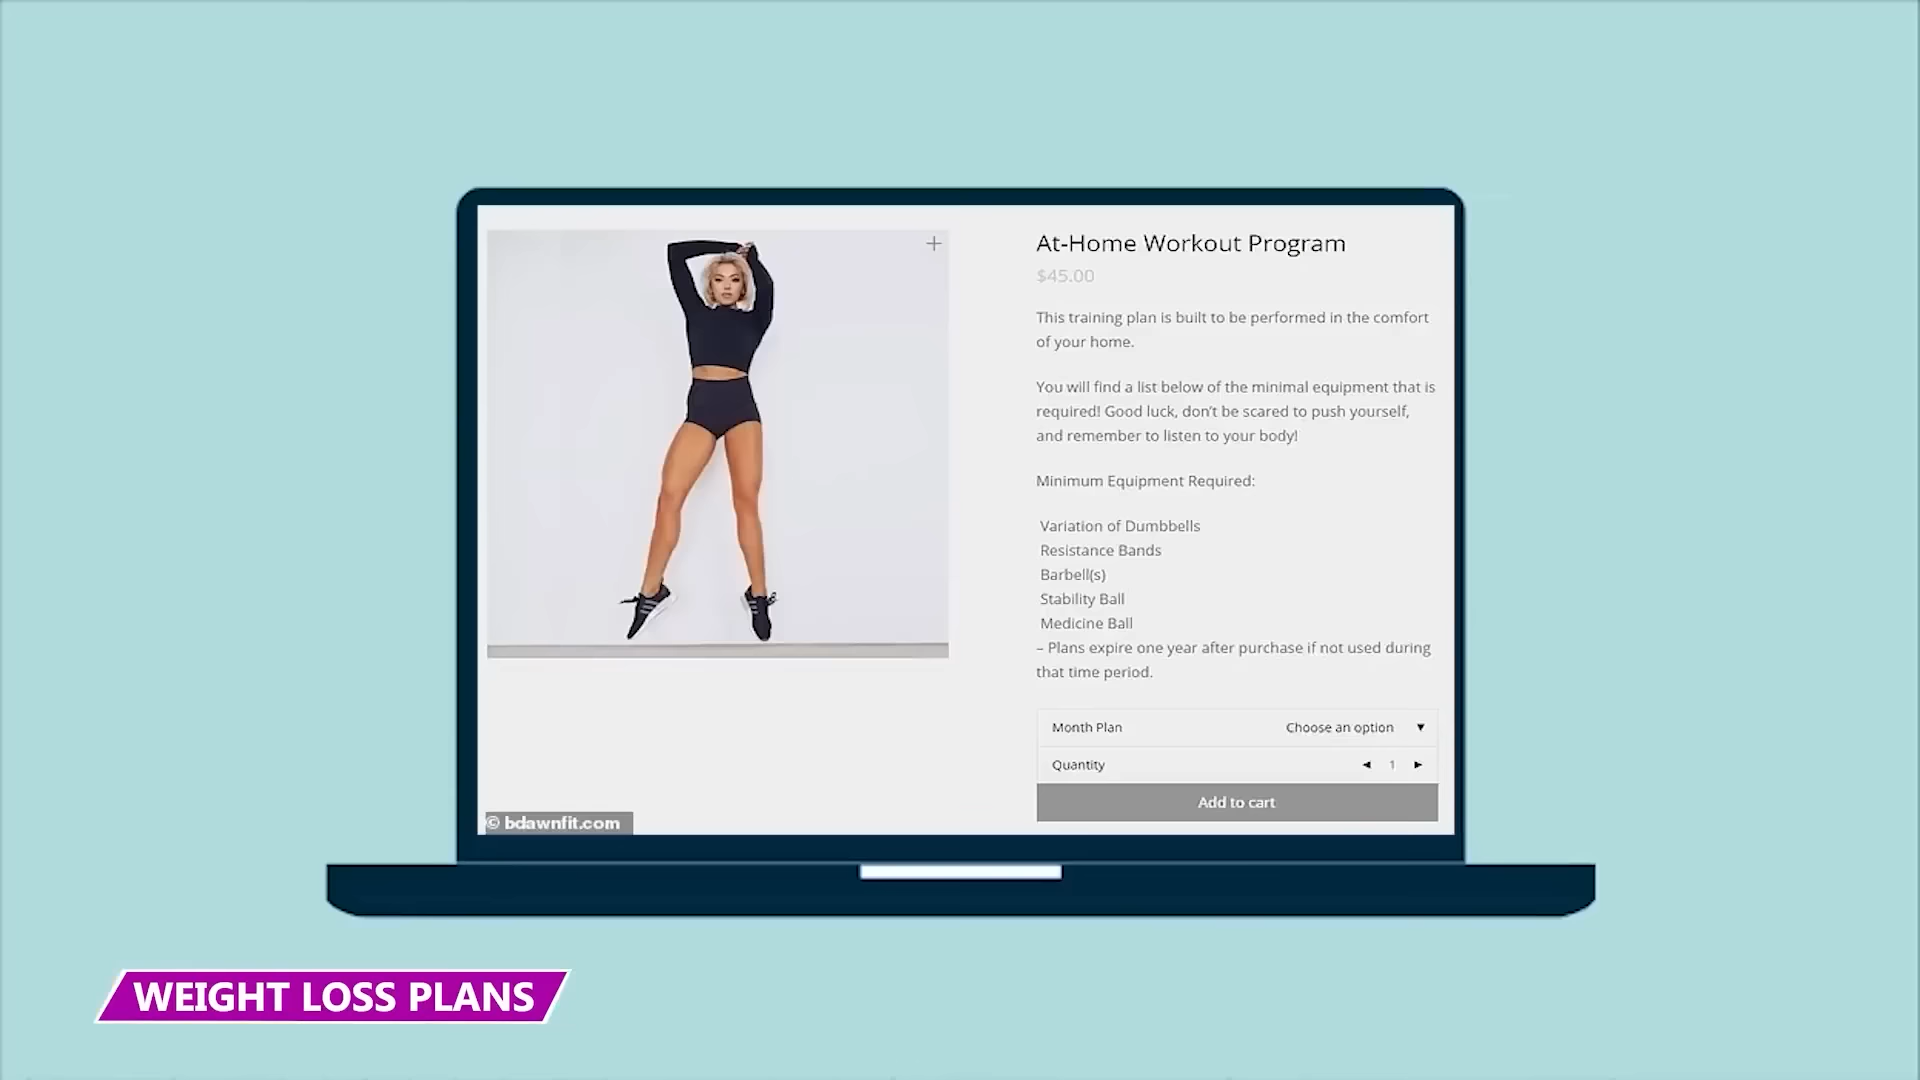 At-Home Workout Program
$45.00
This training plan is built to be performed in the comfort
of your home.
You will find a list below of the minimal equipment that is
required! Good luck, don't be scared to push yourself,
and remember to listen to your body!
Minimum Equipment Required:
Variation of Dumbbells
Resistance Bands
Barbell(s)
Stability Ball
Medicine Ball
– Plans expire one year after purchase if not used during
that time period.
Month Plan Choose an option ▼
Quantity ◄ 1 ►
Add to cart
© bdawnfit.com
WEIGHT LOSS PLANS